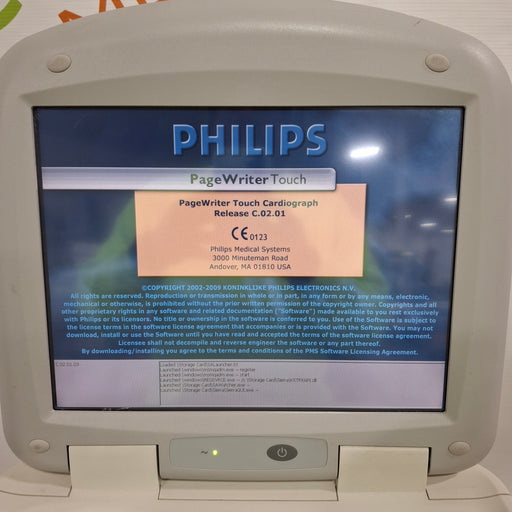 PHILIPS
PageWriter Touch
PageWriter Touch Cardiograph
Release C.02.01
CE 0123
Philips Medical Systems
3000 Minuteman Road
Andover, MA 01810 USA
©COPYRIGHT 2002-2009 KONINKLIJKE PHILIPS ELECTRONICS N.V.
All rights are reserved. Reproduction or transmission in whole or in part, in any form or by any means, electronic,
mechanical or otherwise, is prohibited without the prior written permission of the copyright owner. Copyrights and all
other proprietary rights in any software and related documentation ("Software") made available to you rest exclusively
with Philips or its licensors. No title or ownership in the software is conferred to you. Use of the Software is subject to
the license terms in the software license agreement that accompanies or is provided with the Software. You may not
download, install or use the Software until you have read and accepted the terms of the license agreement.
Licensee shall not decompile and reverse engineer the software or any part thereof.
By downloading/installing you agree to the terms and conditions of the PMS Software Licensing Agreement.